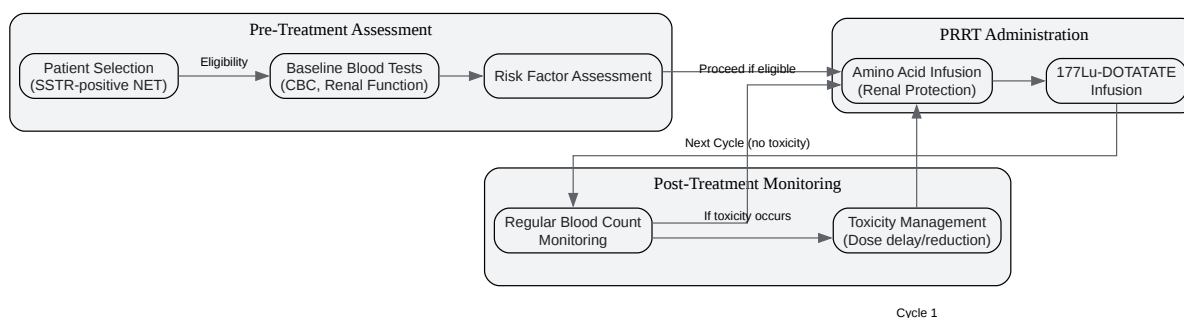 Pre-Treatment Assessment
Patient Selection
(SSTR-positive NET)
Eligibility
Baseline Blood Tests
(CBC, Renal Function)
Risk Factor Assessment
Proceed if eligible
PRRT Administration
Amino Acid Infusion
(Renal Protection)
177Lu-DOTATATE
Infusion
Next Cycle (no toxicity)
Post-Treatment Monitoring
Regular Blood Count
Monitoring
If toxicity occurs
Toxicity Management
(Dose delay/reduction)
Cycle 1